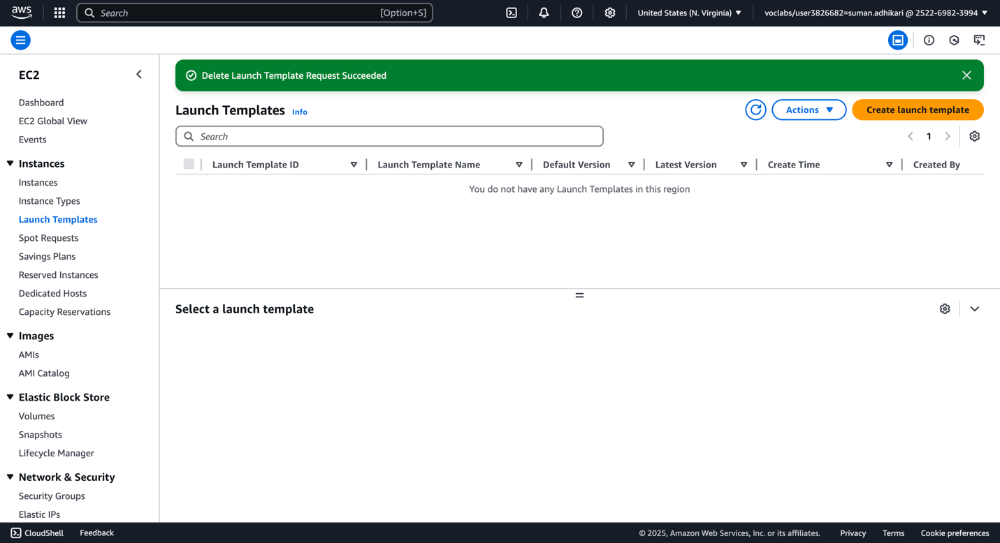 aws
Search [Option+S]
United States (N. Virginia)
voclabs/user3826682=suman.adhikari @ 2522-6982-3994
EC2
Dashboard
EC2 Global View
Events
Instances
Instances
Instance Types
Launch Templates
Spot Requests
Savings Plans
Reserved Instances
Dedicated Hosts
Capacity Reservations
Images
AMIs
AMI Catalog
Elastic Block Store
Volumes
Snapshots
Lifecycle Manager
Network & Security
Security Groups
Elastic IPs
Delete Launch Template Request Succeeded
Launch Templates Info
Actions
Create launch template
Search
1
Launch Template ID Launch Template Name Default Version Latest Version Create Time Created By
You do not have any Launch Templates in this region
Select a launch template
CloudShell Feedback
© 2025, Amazon Web Services, Inc. or its affiliates. Privacy Terms Cookie preferences